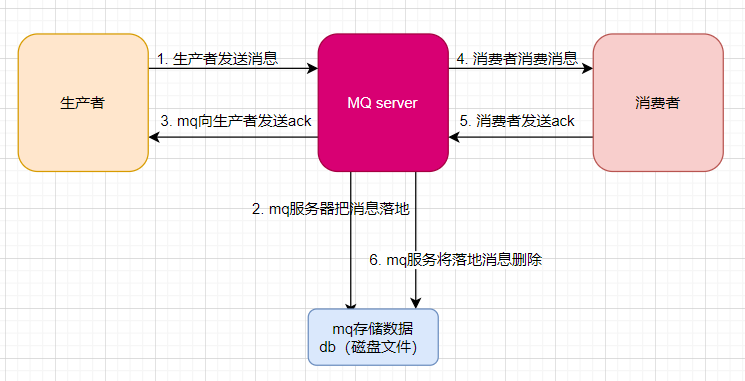 1. 生产者发送消息
4. 消费者消费消息
生产者
MQ server
消费者
3. mq向生产者发送ack
5. 消费者发送ack
2. mq服务器把消息落地
6. mq服务将落地消息删除
mq存储数据
db（磁盘文件）